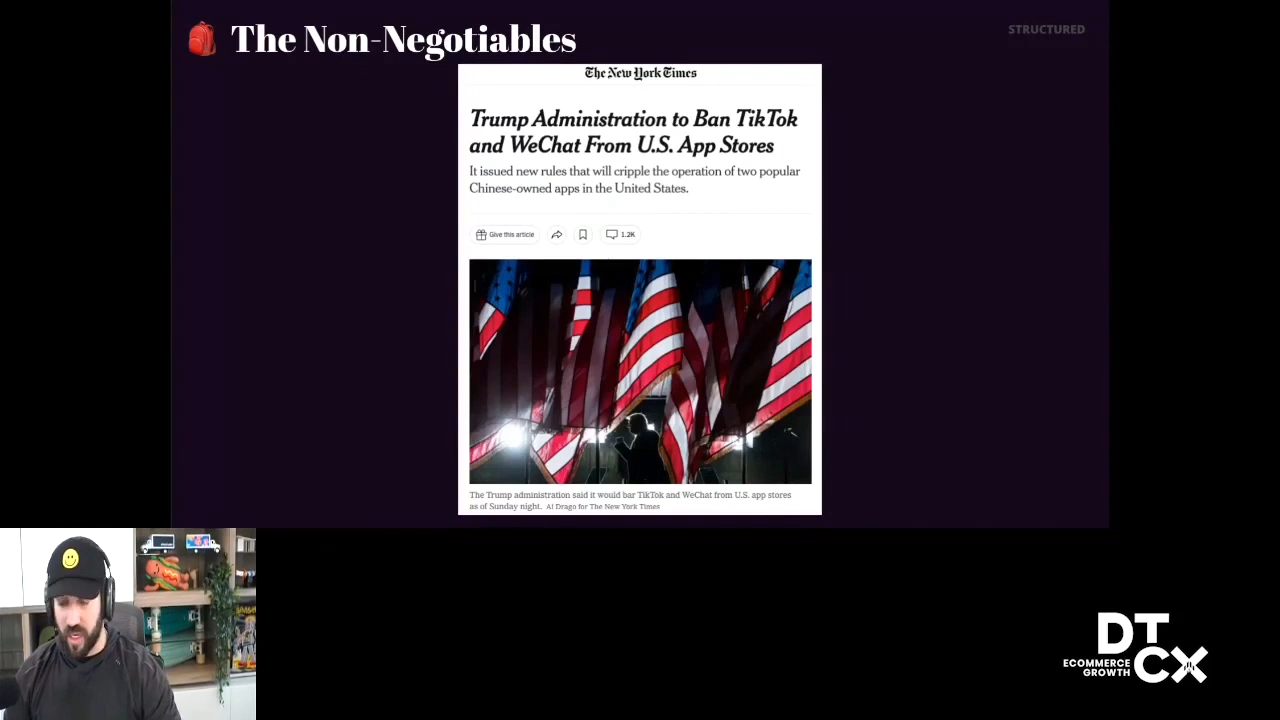 The Non-Negotiables
STRUCTURED
The New York Times
Trump Administration to Ban TikTok
and WeChat From U.S. App Stores
It issued new rules that will cripple the operation of two popular
Chinese-owned apps in the United States.
Give this article
1.2K
The Trump administration said it would bar TikTok and WeChat from U.S. app stores
as of Sunday night. Al Drago for The New York Times
DT
CX
ECOMMERCE
GROWTH